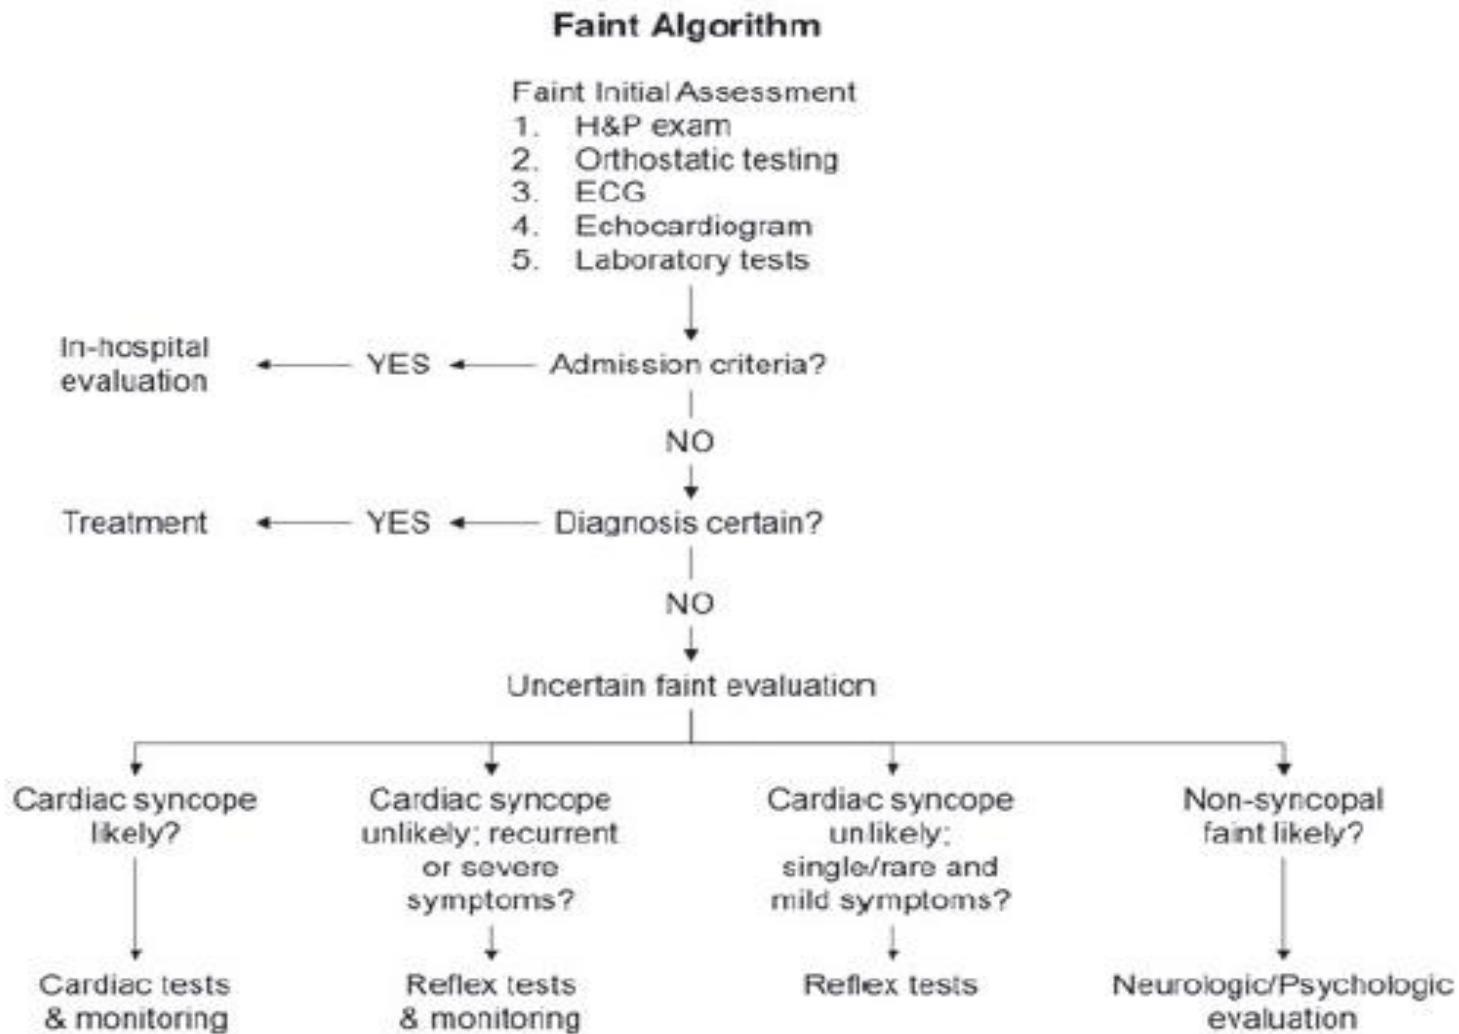 Faint Algorithm
Faint Initial Assessment
1. H&P exam
2. Orthostatic testing
3. ECG
4. Echocardiogram
5. Laboratory tests
In-hospital
evaluation
YES
Admission criteria?
NO
Treatment
YES
Diagnosis certain?
NO
Uncertain faint evaluation
Cardiac syncope
likely?
Cardiac syncope
unlikely; recurrent
or severe
symptoms?
Cardiac syncope
unlikely;
single/rare and
mild symptoms?
Non-syncopal
faint likely?
Cardiac tests
& monitoring
Reflex tests
& monitoring
Reflex tests
Neurologic/Psychologic
evaluation